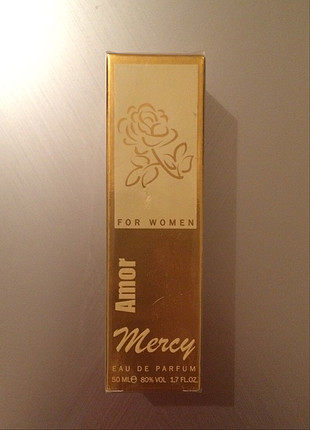 FOR WOMEN
Amor
Mercy
EAU DE PARFUM
50 ML℮ 80% VOL 1.7 FL.OZ.